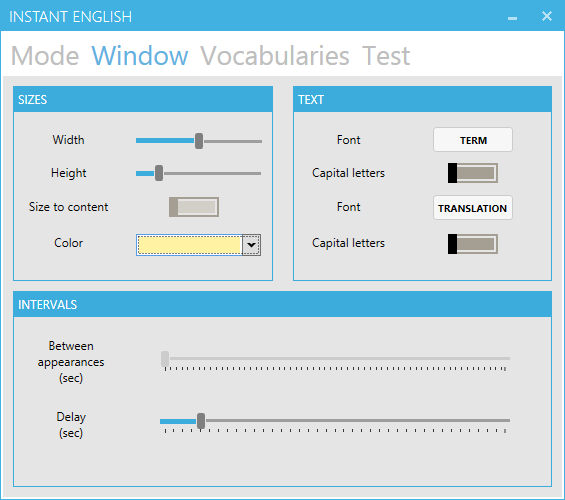 INSTANT ENGLISH
Mode Window Vocabularies Test
SIZES
Width
Height
Size to content
Color
TEXT
Font TERM
Capital letters
Font TRANSLATION
Capital letters
INTERVALS
Between
appearances
(sec)
Delay
(sec)